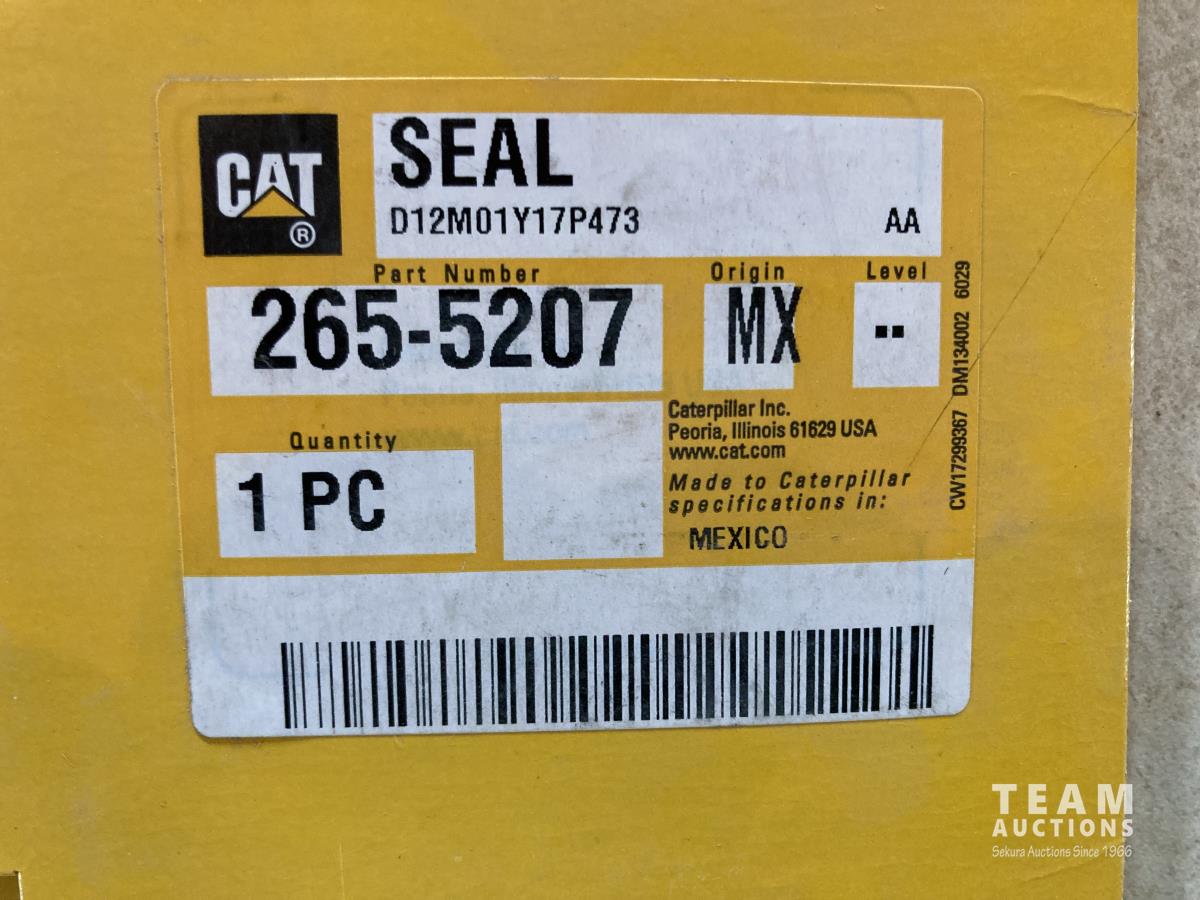 CAT
®
SEAL
D12M01Y17P473 AA
Part Number Origin Level
265-5207 MX --
Caterpillar Inc.
Peoria, Illinois 61629 USA
www.cat.com
Quantity
1 PC
Made to Caterpillar
specifications in:
MEXICO
CW17299367 DM134002 6029
TEAM
AUCTIONS
Sekura Auctions Since 1966